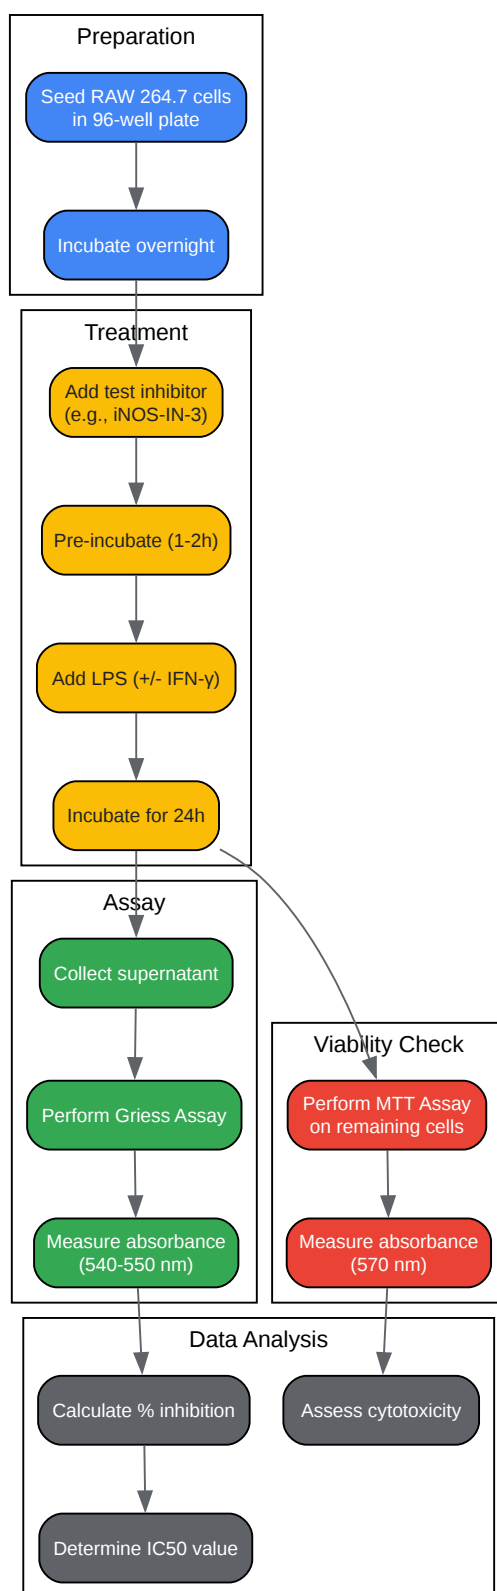 Preparation
Seed RAW 264.7 cells
in 96-well plate
Incubate overnight
Treatment
Add test inhibitor
(e.g., iNOS-IN-3)
Pre-incubate (1-2h)
Add LPS (+/- IFN-γ)
Incubate for 24h
Assay
Collect supernatant
Perform Griess Assay
Measure absorbance
(540-550 nm)
Viability Check
Perform MTT Assay
on remaining cells
Measure absorbance
(570 nm)
Data Analysis
Calculate % inhibition
Assess cytotoxicity
Determine IC50 value